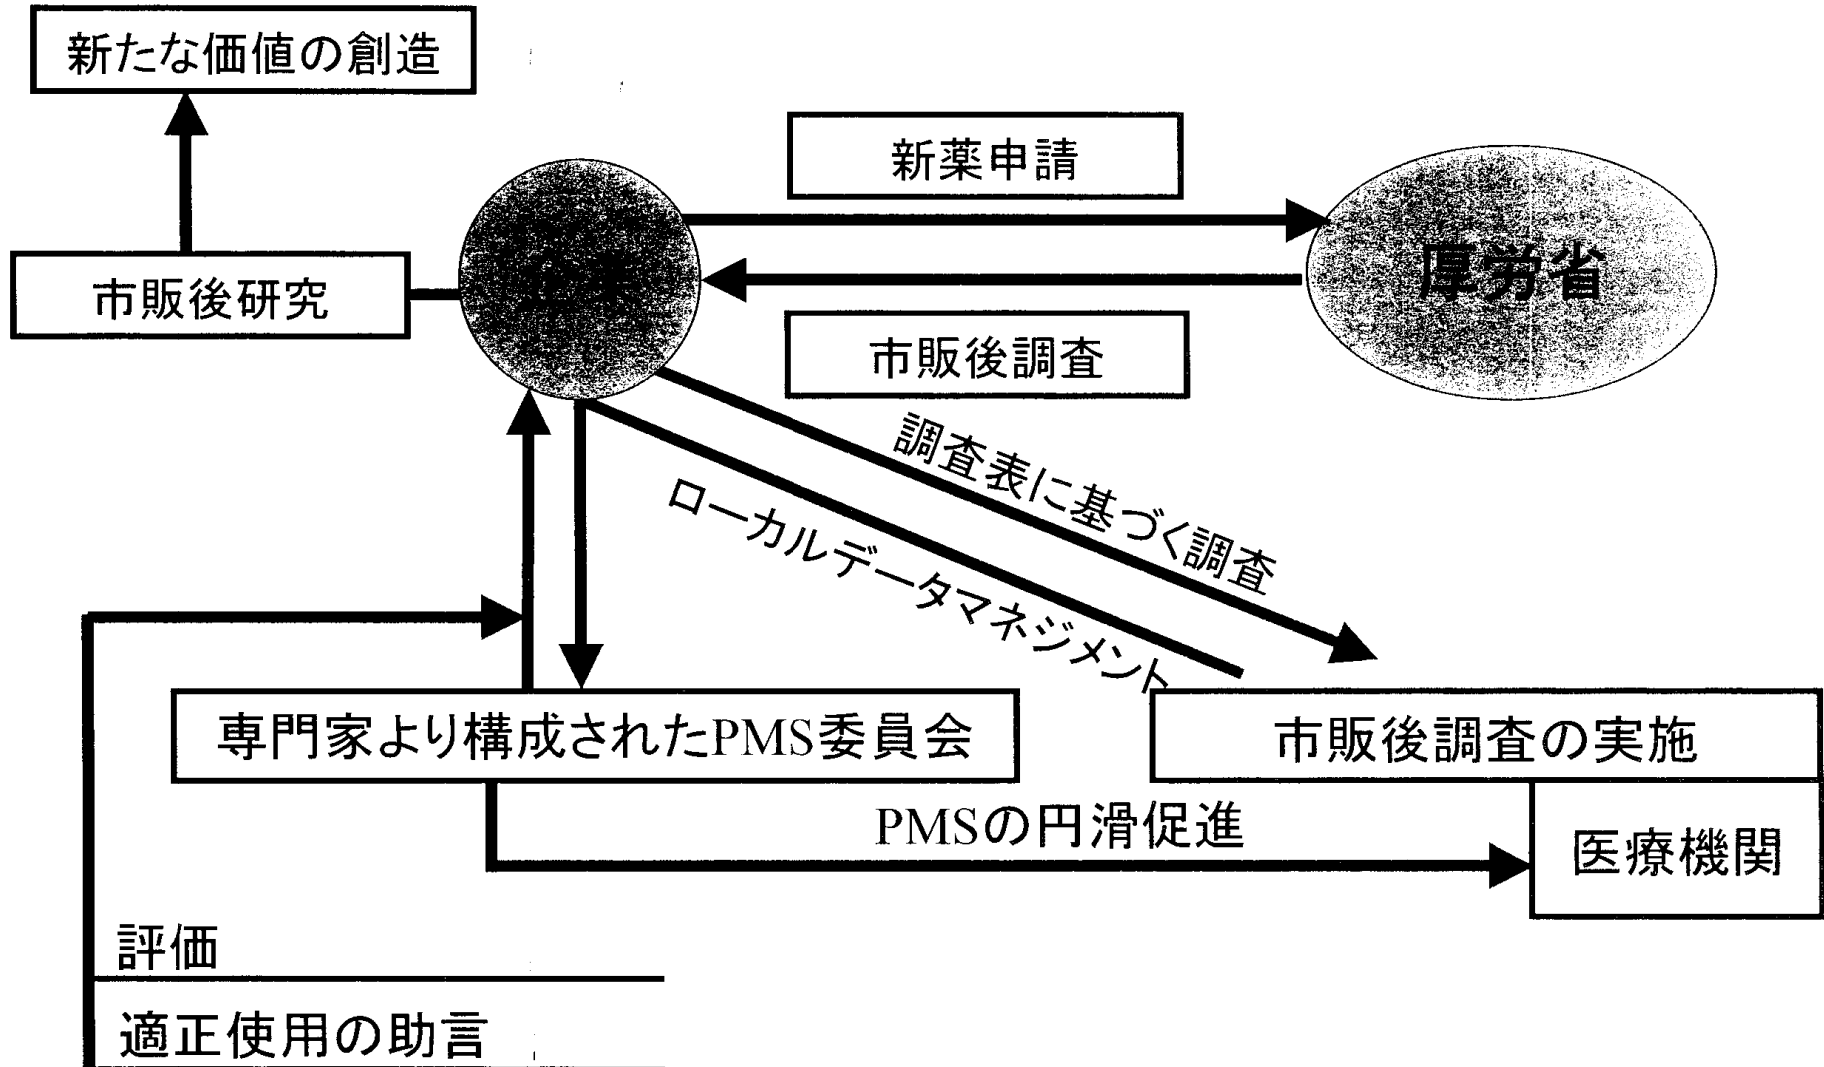 新たな価値の創造
新薬申請
厚労省
市販後研究
市販後調査
調査表に基づく調査
ローカルデータマネジメント
専門家より構成されたPMS委員会
市販後調査の実施
PMSの円滑促進
医療機関
評価
適正使用の助言